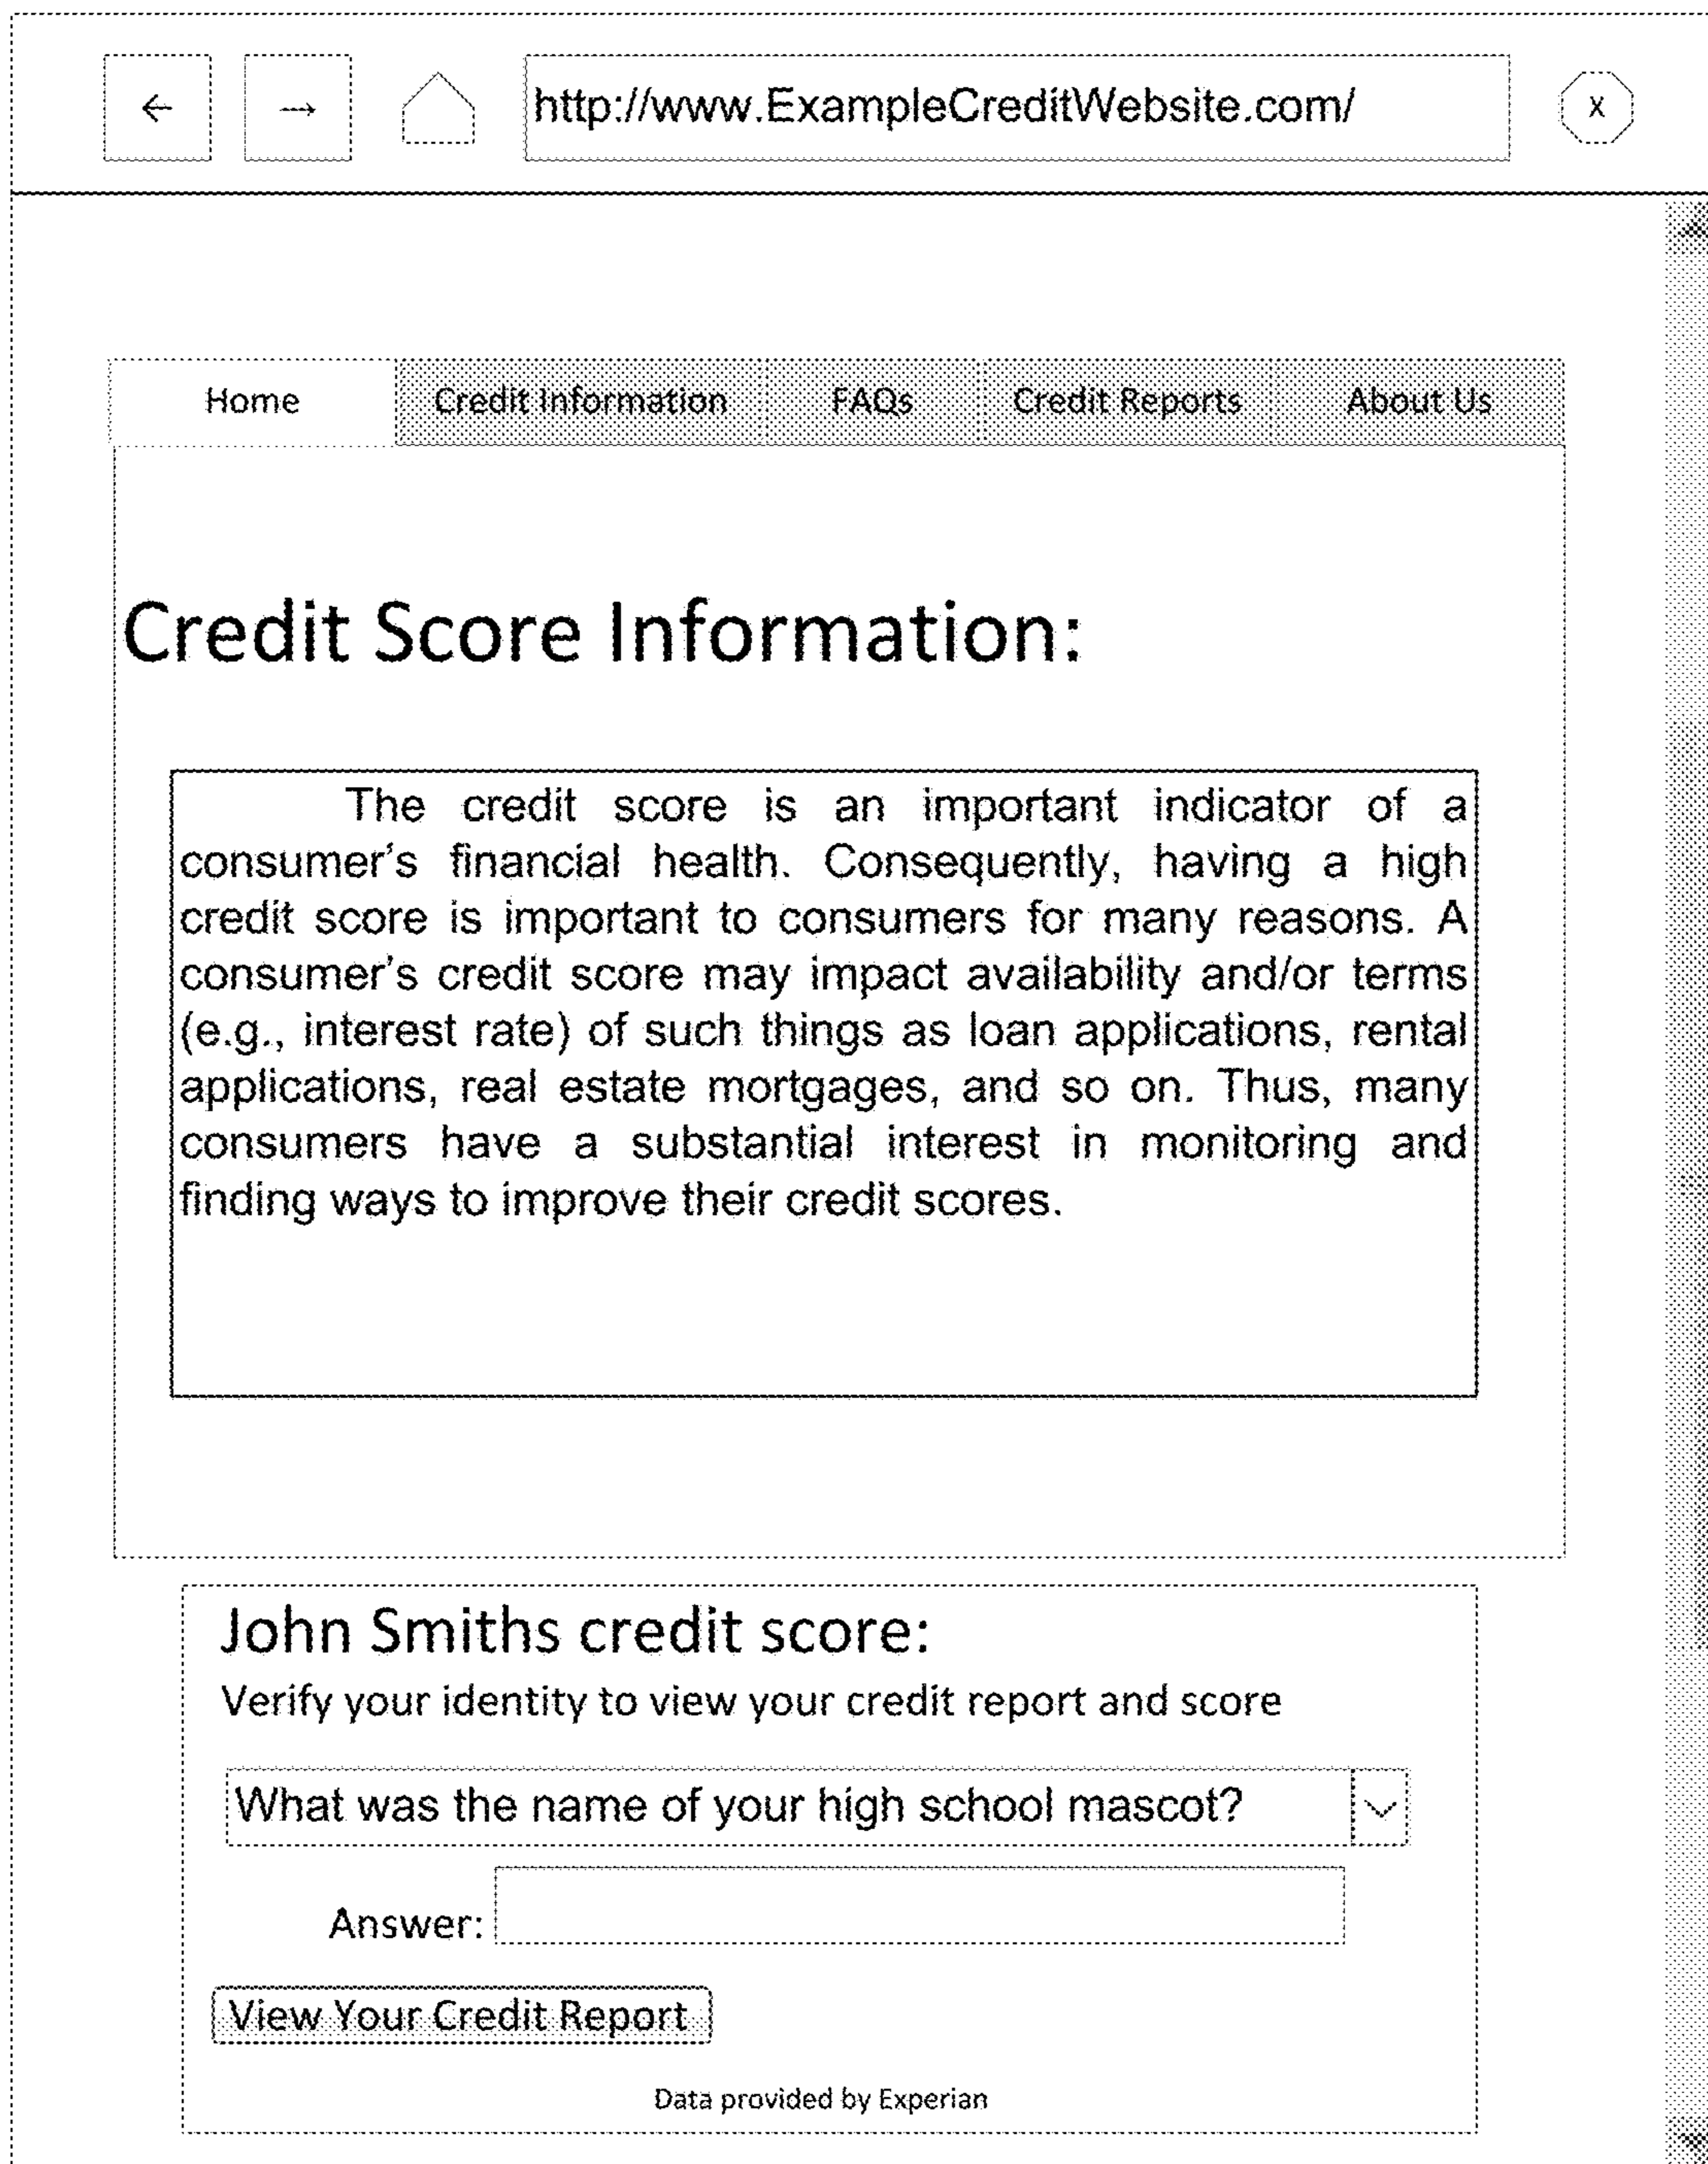 http://www.ExampleCreditWebsite.com/
X
Home Credit Information FAQs Credit Reports About Us
Credit Score Information:
The credit score is an important indicator of a
consumer's financial health. Consequently, having a high
credit score is important to consumers for many reasons. A
consumer's credit score may impact availability and/or terms
(e.g., interest rate) of such things as loan applications, rental
applications, real estate mortgages, and so on. Thus, many
consumers have a substantial interest in monitoring and
finding ways to improve their credit scores.
John Smiths credit score:
Verify your identity to view your credit report and score
What was the name of your high school mascot?
Answer:
View Your Credit Report
Data provided by Experian